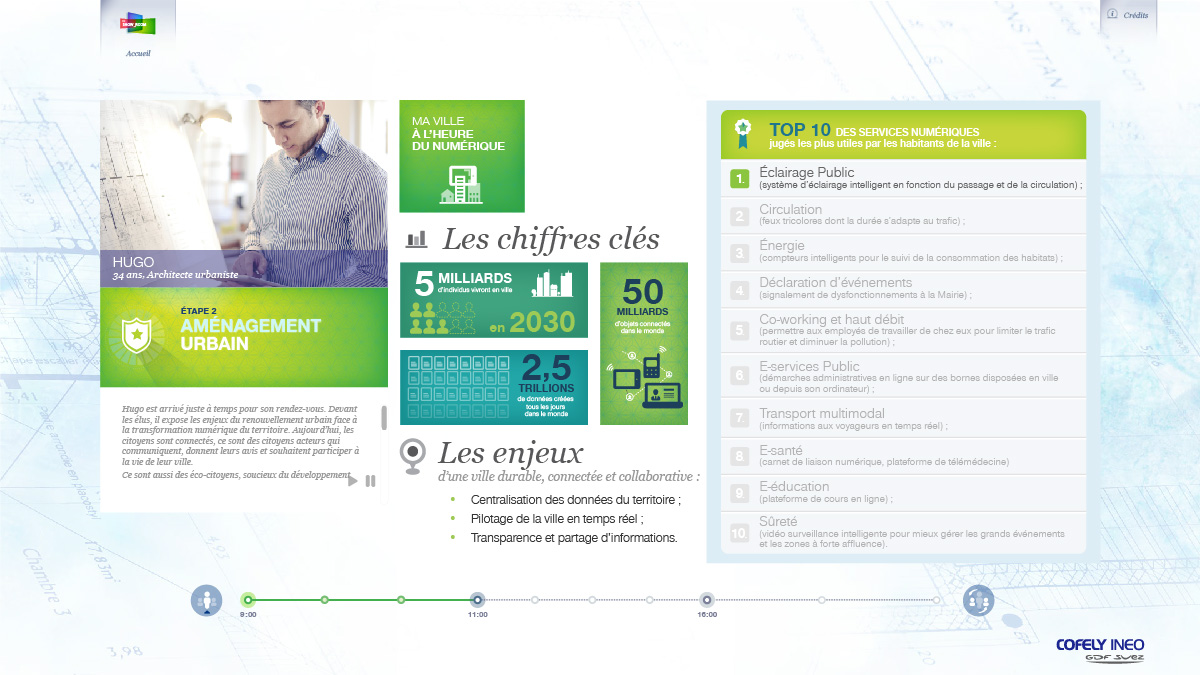 SHOW_ROOM
Accueil
Crédits
HUGO
34 ans, Architecte urbaniste
ÉTAPE 2
AMÉNAGEMENT
URBAIN
Hugo est arrivé juste à temps pour son rendez-vous. Devant
les élus, il expose les enjeux du renouvellement urbain face à
la transformation numérique du territoire. Aujourd'hui, les
citoyens sont connectés, ce sont des citoyens acteurs qui
communiquent, donnent leurs avis et souhaitent participer à
la vie de leur ville.
Ce sont aussi des éco-citoyens, soucieux du développement
MA VILLE
À L'HEURE
DU NUMÉRIQUE
Les chiffres clés
5 MILLIARDS
d'individus vivront en ville
en 2030
2,5
TRILLIONS
de données créées
tous les jours
dans le monde
50
MILLIARDS
d'objets connectés
dans le monde
Les enjeux
d'une ville durable, connectée et collaborative :
• Centralisation des données du territoire ;
• Pilotage de la ville en temps réel ;
• Transparence et partage d'informations.
TOP 10 DES SERVICES NUMÉRIQUES
jugés les plus utiles par les habitants de la ville :
1. Éclairage Public
(système d'éclairage intelligent en fonction du passage et de la circulation) ;
2. Circulation
(feux tricolores dont la durée s'adapte au trafic) ;
3. Énergie
(compteurs intelligents pour le suivi de la consommation des habitats) ;
4. Déclaration d'événements
(signalement de dysfonctionnements à la Mairie) ;
5. Co-working et haut débit
(permettre aux employés de travailler de chez eux pour limiter le trafic
routier et diminuer la pollution) ;
6. E-services Public
(démarches administratives en ligne sur des bornes disposées en ville
ou depuis son ordinateur) ;
7. Transport multimodal
(informations aux voyageurs en temps réel) ;
8. E-santé
(carnet de liaison numérique, plateforme de télémédecine)
9. E-éducation
(plateforme de cours en ligne) ;
10. Sûreté
(vidéo surveillance intelligente pour mieux gérer les grands événements
et les zones à forte affluence).
9:00
11:00
16:00
Chambre 3
17,83m²
3,98
COFELY INEO
GDF SUEZ